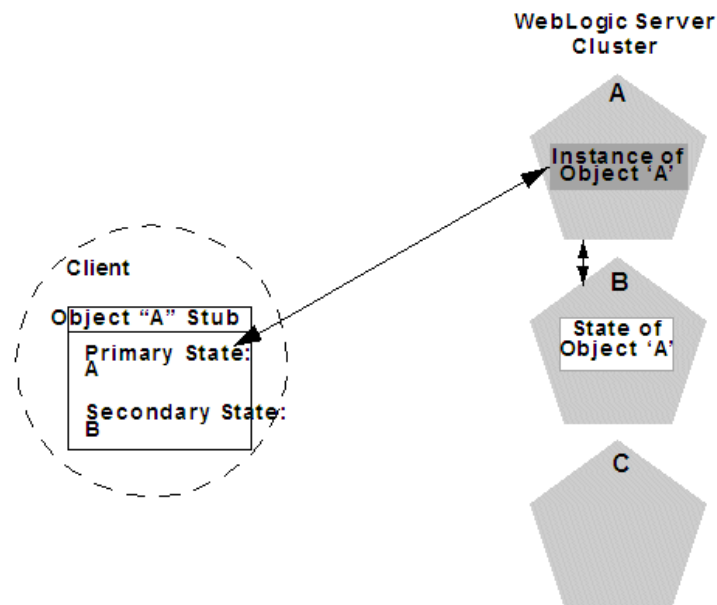 WebLogic Server
Cluster
A
Instance of
Object ‘A’
Client
Object “A” Stub
Primary State:
A
Secondary State:
B
B
State of
Object ‘A’
C